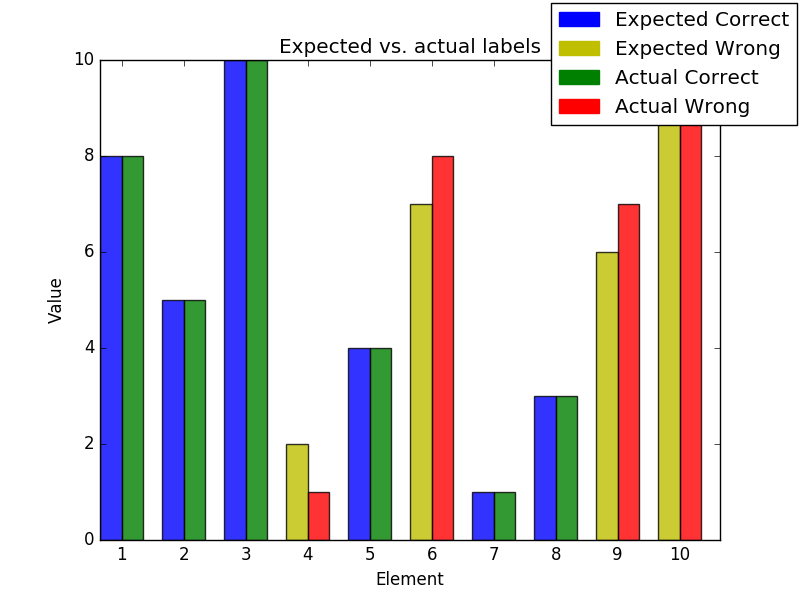 Expected vs. actual labels
Expected Correct
Expected Wrong
Actual Correct
Actual Wrong
10
8
6
4
2
0
Value
1 2 3 4 5 6 7 8 9 10
Element